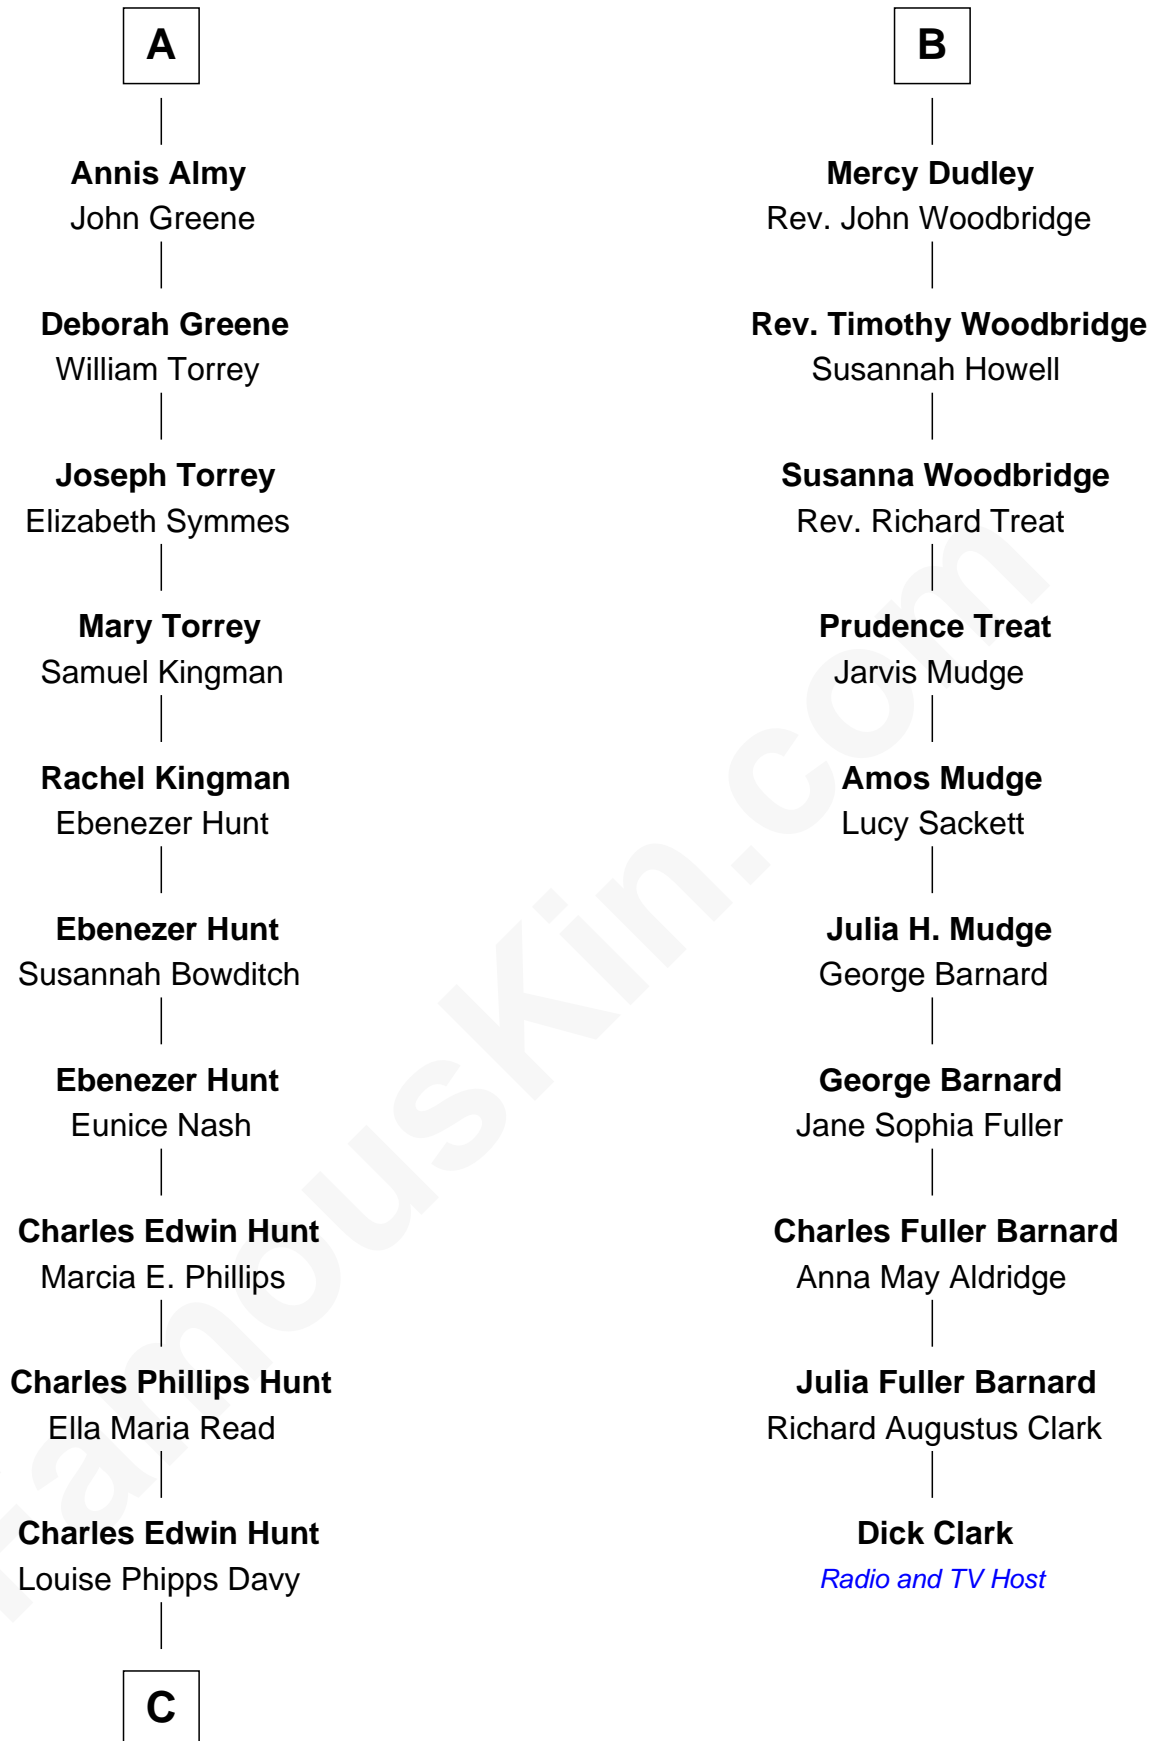 A
Annis Almy
John Greene
Deborah Greene
William Torrey
Joseph Torrey
Elizabeth Symmes
Mary Torrey
Samuel Kingman
Rachel Kingman
Ebenezer Hunt
Ebenezer Hunt
Susannah Bowditch
Ebenezer Hunt
Eunice Nash
Charles Edwin Hunt
Marcia E. Phillips
Charles Phillips Hunt
Ella Maria Read
Charles Edwin Hunt
Louise Phipps Davy
C
B
Mercy Dudley
Rev. John Woodbridge
Rev. Timothy Woodbridge
Susannah Howell
Susanna Woodbridge
Rev. Richard Treat
Prudence Treat
Jarvis Mudge
Amos Mudge
Lucy Sackett
Julia H. Mudge
George Barnard
George Barnard
Jane Sophia Fuller
Charles Fuller Barnard
Anna May Aldridge
Julia Fuller Barnard
Richard Augustus Clark
Dick Clark
Radio and TV Host
FamousKin.com